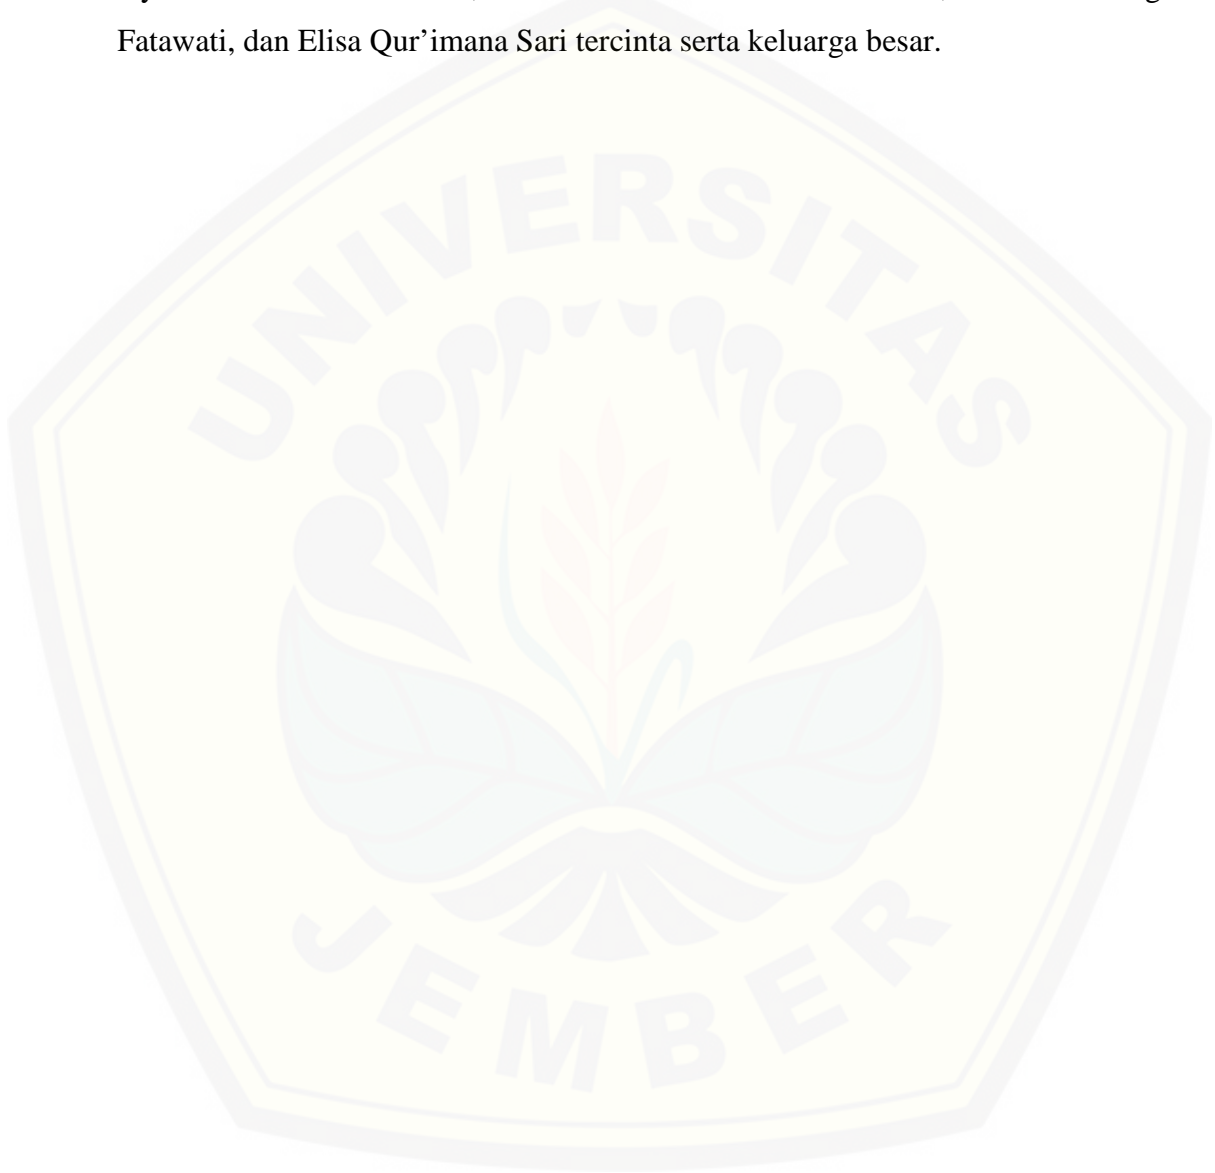 Fatawati, dan Elisa Qur’imana Sari tercinta serta keluarga besar.
UNIVERSITAS
JEMBER